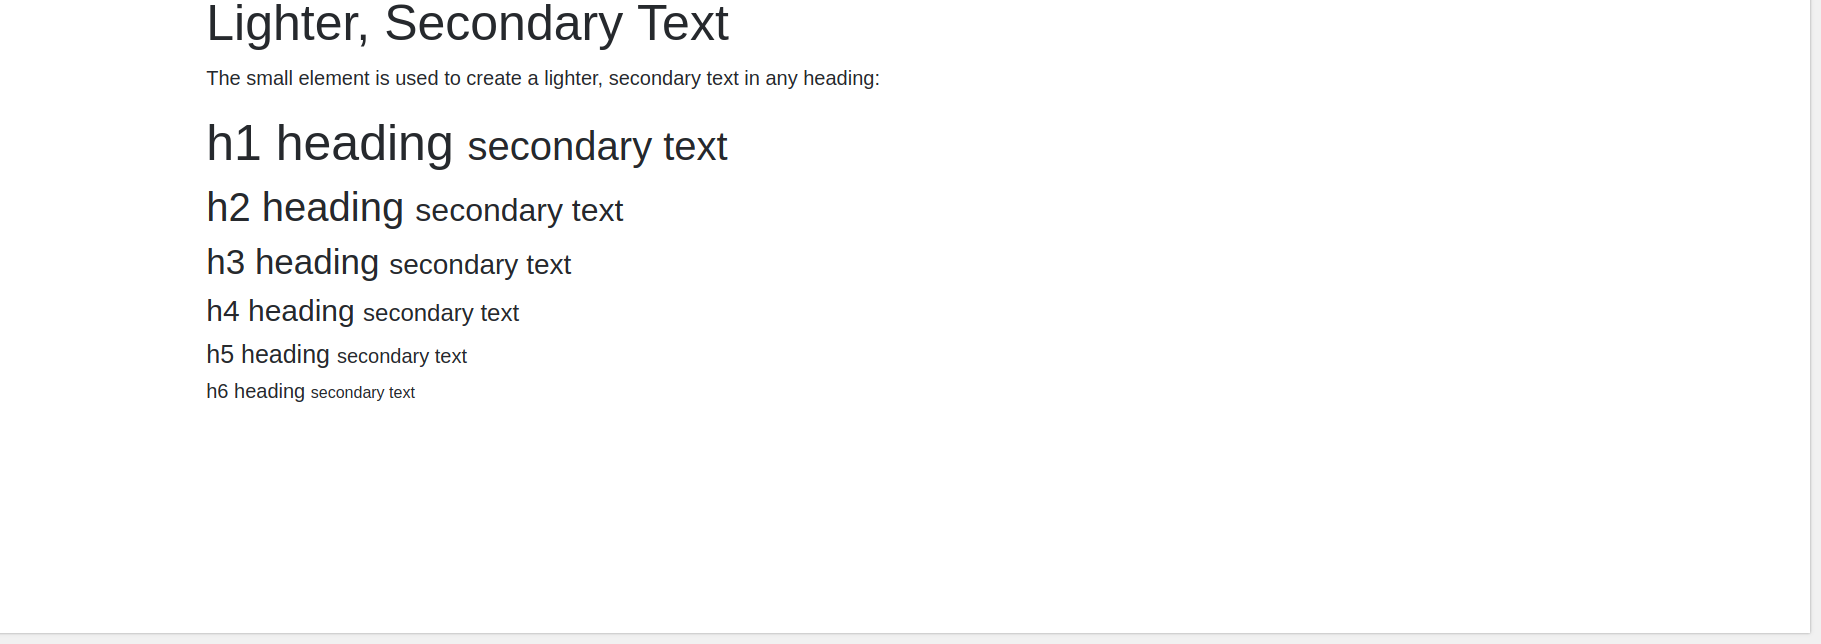 Lighter, Secondary Text
The small element is used to create a lighter, secondary text in any heading:
h1 heading secondary text
h2 heading secondary text
h3 heading secondary text
h4 heading secondary text
h5 heading secondary text
h6 heading secondary text